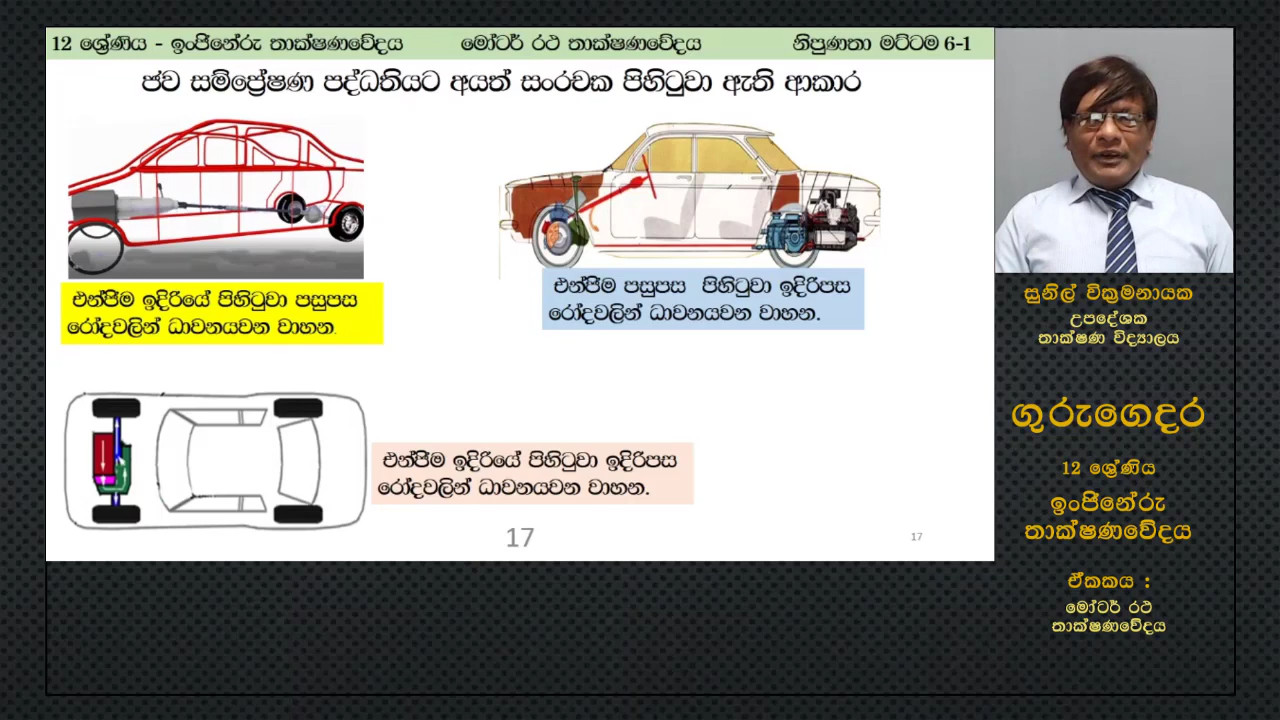 12 ශ්‍රේණිය - ඉංජිනේරු තාක්ෂණවේදය මෝටර් රථ තාක්ෂණවේදය නිපුණතා මට්ටම 6-1
ජව සම්ප්‍රේෂණ පද්ධතියට අයත් සංරචක පිහිටුවා ඇති ආකාර
එන්ජිම ඉදිරියේ පිහිටුවා පසුපස
රෝදවලින් ධාවනයවන වාහන.
එන්ජිම පසුපස පිහිටුවා ඉදිරිපස
රෝදවලින් ධාවනයවන වාහන.
එන්ජිම ඉදිරියේ පිහිටුවා ඉදිරිපස
රෝදවලින් ධාවනයවන වාහන.
17
17
සුනිල් වික්‍රමනායක
උපදේශක
තාක්ෂණ විද්‍යාලය
ගුරුගෙදර
12 ශ්‍රේණිය
ඉංජිනේරු
තාක්ෂණවේදය
ඒකකය :
මෝටර් රථ
තාක්ෂණවේදය